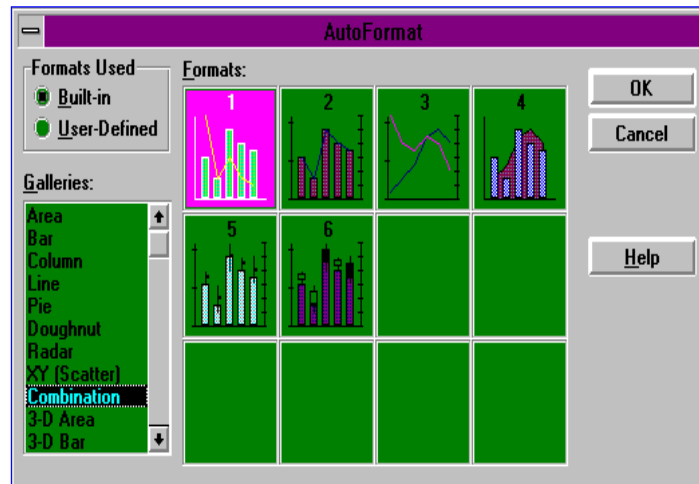 AutoFormat
Formats Used
Built-in
User-Defined
Galleries:
Area
Bar
Column
Line
Pie
Doughnut
Radar
XY (Scatter)
Combination
3-D Area
3-D Bar
Formats:
1
2
3
4
5
6
OK
Cancel
Help